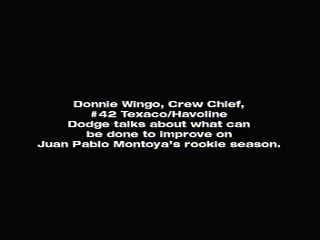 Donnie Wingo, Crew Chief,
#42 Texaco/Havoline
Dodge talks about what can
be done to improve on
Juan Pablo Montoya's rookie season.